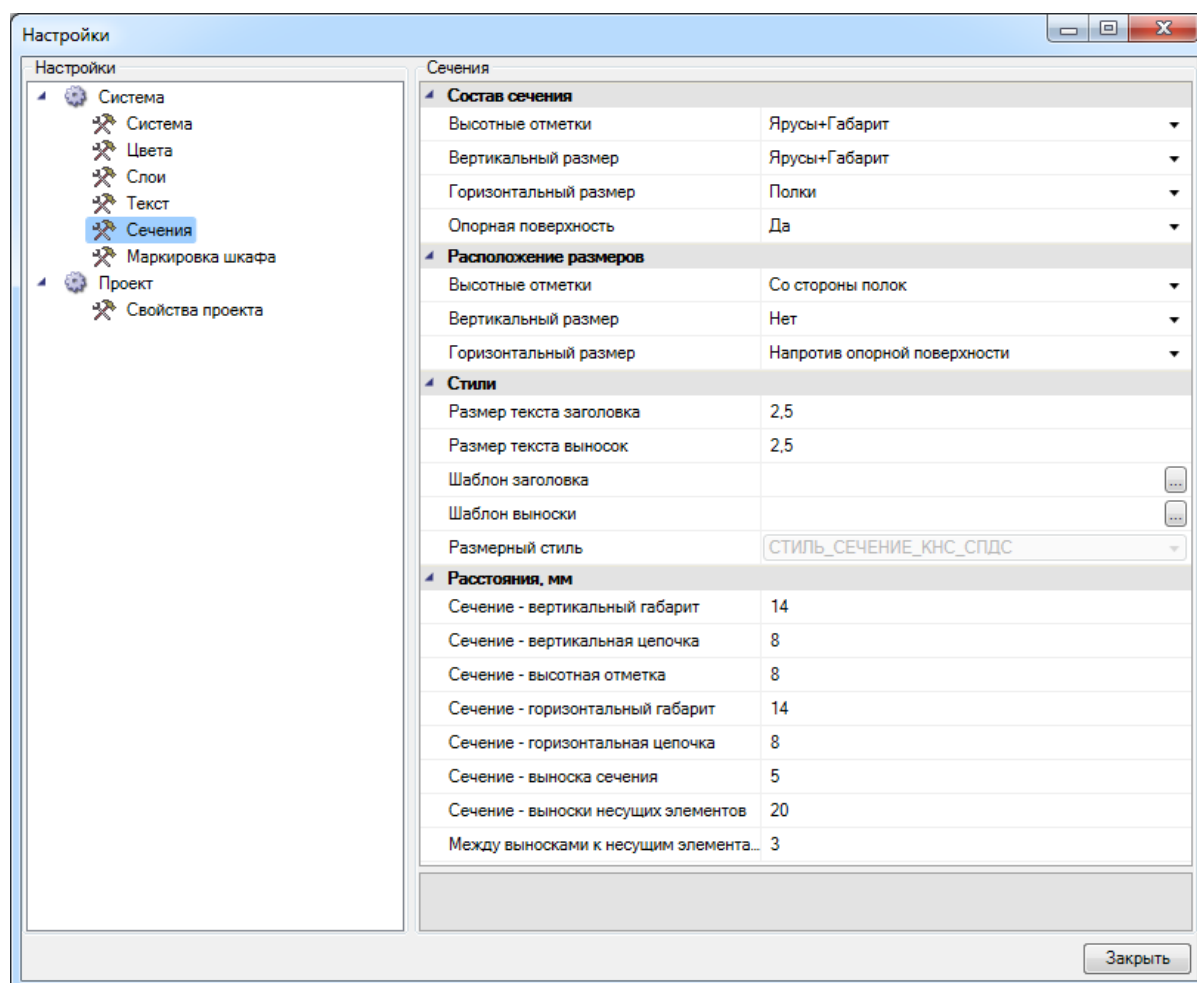 Настройки
Настройки
Система
Система
Цвета
Слои
Текст
Сечения
Маркировка шкафа
Проект
Свойства проекта
Сечения
Состав сечения
Высотные отметки Ярусы+Габарит
Вертикальный размер Ярусы+Габарит
Горизонтальный размер Полки
Опорная поверхность Да
Расположение размеров
Высотные отметки Со стороны полок
Вертикальный размер Нет
Горизонтальный размер Напротив опорной поверхности
Стили
Размер текста заголовка 2,5
Размер текста выносок 2,5
Шаблон заголовка ...
Шаблон выноски ...
Размерный стиль СТИЛЬ_СЕЧЕНИЕ_КНС_СПДС
Расстояния, мм
Сечение - вертикальный габарит 14
Сечение - вертикальная цепочка 8
Сечение - высотная отметка 8
Сечение - горизонтальный габарит 14
Сечение - горизонтальная цепочка 8
Сечение - выноска сечения 5
Сечение - выноски несущих элементов 20
Между выносками к несущим элемента... 3
Закрыть